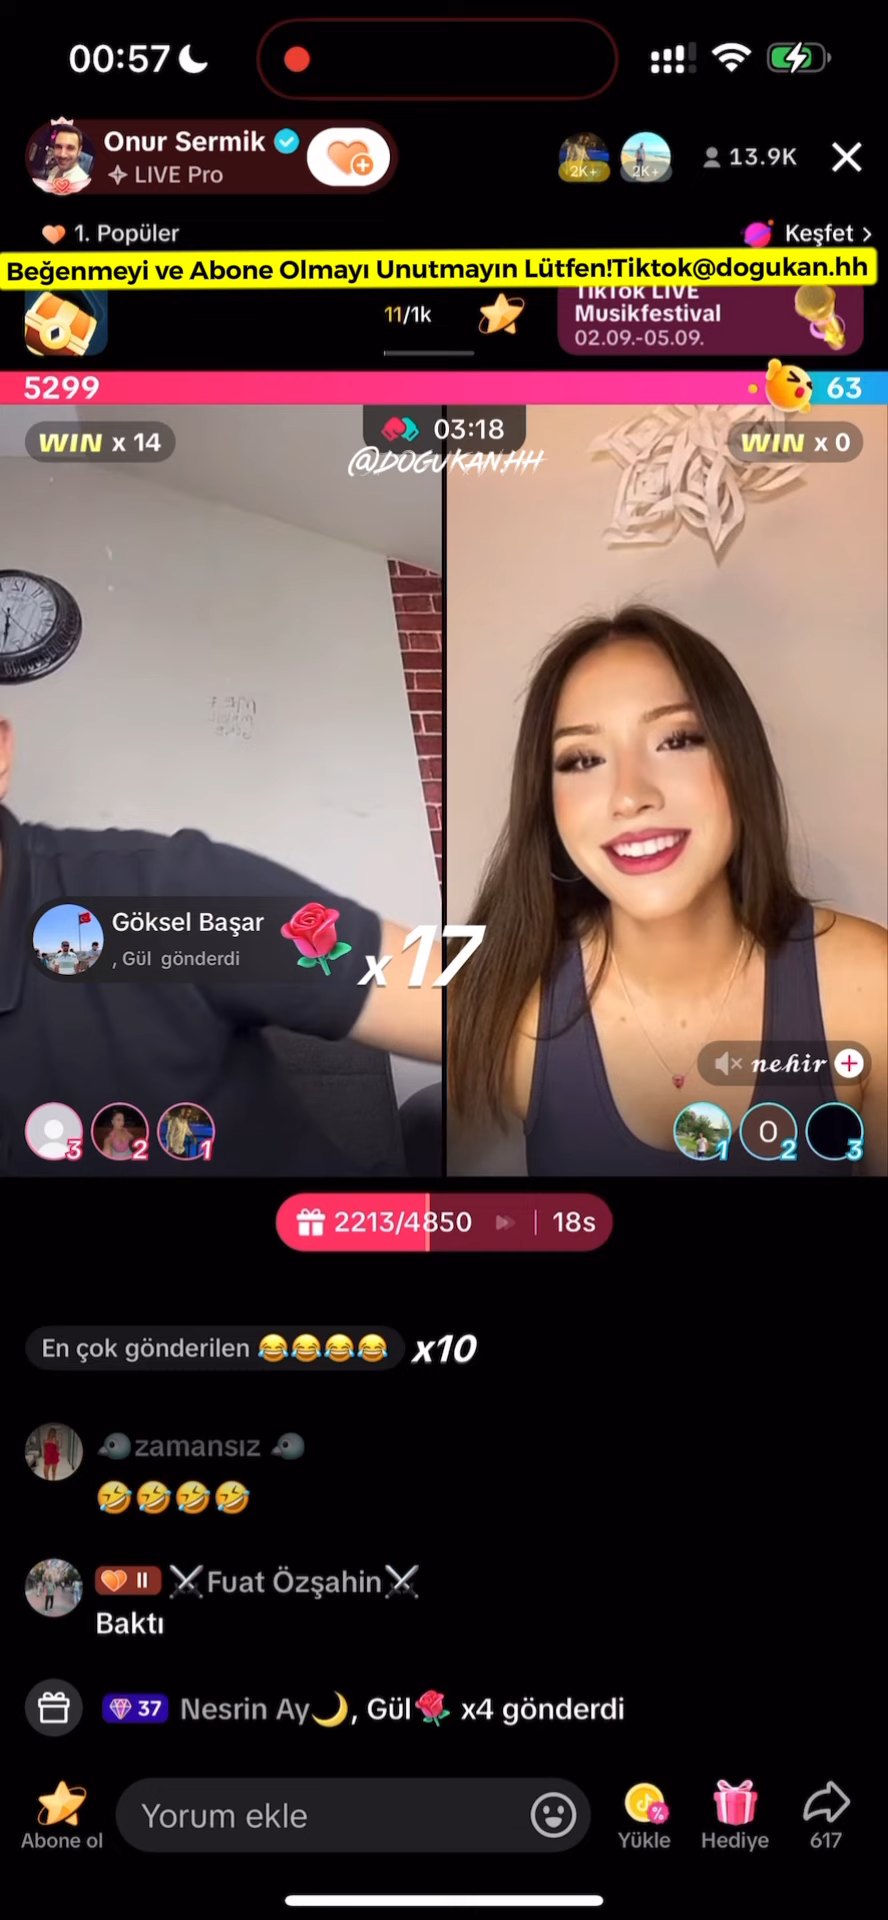 00:57
Onur Sermik
LIVE Pro
2K+
2K+
13.9K
1. Popüler
Keşfet >
Beğenmeyi ve Abone Olmayı Unutmayın Lütfen!Tiktok@dogukan.hh
11/1k
TikTok LIVE
Musikfestival
02.09.-05.09.
5299
63
WIN x 14
03:18
WIN x 0
@DOGUKAN.HH
Göksel Başar
, Gül gönderdi
x17
nehir
3
2
1
1
O
2
3
2213/4850
18s
En çok gönderilen 😂😂😂😂 x10
🐦zamansız 🐦
🤣🤣🤣🤣
II ⚔Fuat Özşahin⚔
Baktı
37 Nesrin Ay🌙, Gül🌹 x4 gönderdi
Abone ol
Yorum ekle
Yükle
Hediye
617